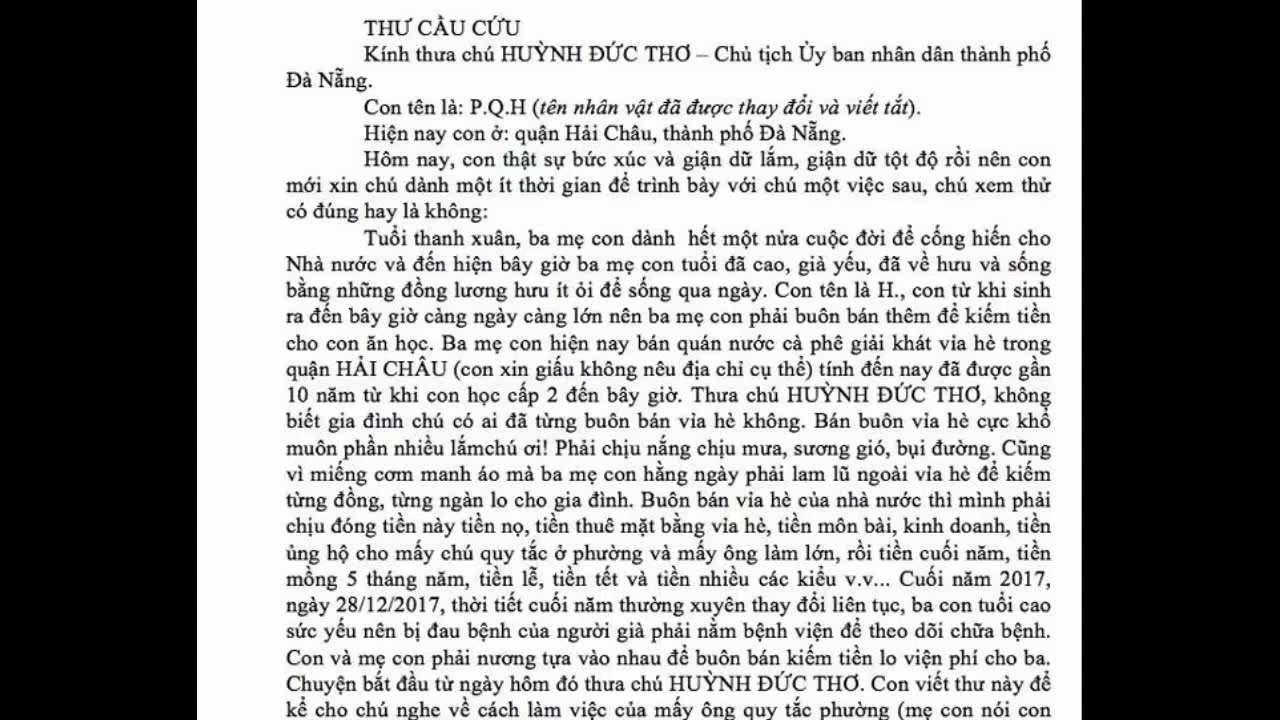 THƯ CẦU CỨU
Kính thưa chú HUỲNH ĐỨC THƠ – Chủ tịch Ủy ban nhân dân thành phố
Đà Nẵng.
Con tên là: P.Q.H (tên nhân vật đã được thay đổi và viết tắt).
Hiện nay con ở: quận Hải Châu, thành phố Đà Nẵng.
Hôm nay, con thật sự bức xúc và giận dữ lắm, giận dữ tột độ rồi nên con
mới xin chú dành một ít thời gian để trình bày với chú một việc sau, chú xem thử
có đúng hay là không:
Tuổi thanh xuân, ba mẹ con dành hết một nửa cuộc đời để cống hiến cho
Nhà nước và đến hiện bây giờ ba mẹ con tuổi đã cao, già yếu, đã về hưu và sống
bằng những đồng lương hưu ít ỏi để sống qua ngày. Con tên là H., con từ khi sinh
ra đến bây giờ càng ngày càng lớn nên ba mẹ con phải buôn bán thêm để kiếm tiền
cho con ăn học. Ba mẹ con hiện nay bán quán nước cà phê giải khát vỉa hè trong
quận HẢI CHÂU (con xin giấu không nêu địa chỉ cụ thể) tính đến nay đã được gần
10 năm từ khi con học cấp 2 đến bây giờ. Thưa chú HUỲNH ĐỨC THƠ, không
biết gia đình chú có ai đã từng buôn bán vỉa hè không. Bán buôn vỉa hè cực khổ
muôn phần nhiều lắmchú ơi! Phải chịu nắng chịu mưa, sương gió, bụi đường. Cũng
vì miếng cơm manh áo mà ba mẹ con hằng ngày phải lam lũ ngoài vỉa hè để kiếm
từng đồng, từng ngàn lo cho gia đình. Buôn bán vỉa hè của nhà nước thì mình phải
chịu đóng tiền này tiền nọ, tiền thuê mặt bằng vỉa hè, tiền môn bài, kinh doanh, tiền
ủng hộ cho mấy chú quy tắc ở phường và mấy ông làm lớn, rồi tiền cuối năm, tiền
mồng 5 tháng năm, tiền lễ, tiền tết và tiền nhiều các kiểu v.v... Cuối năm 2017,
ngày 28/12/2017, thời tiết cuối năm thường xuyên thay đổi liên tục, ba con tuổi cao
sức yếu nên bị đau bệnh của người già phải nằm bệnh viện để theo dõi chữa bệnh.
Con và mẹ con phải nương tựa vào nhau để buôn bán kiếm tiền lo viện phí cho ba.
Chuyện bắt đầu từ ngày hôm đó thưa chú HUỲNH ĐỨC THƠ. Con viết thư này để
kể cho chú nghe về cách làm việc của mấy ông quy tắc phường (mẹ con nói con